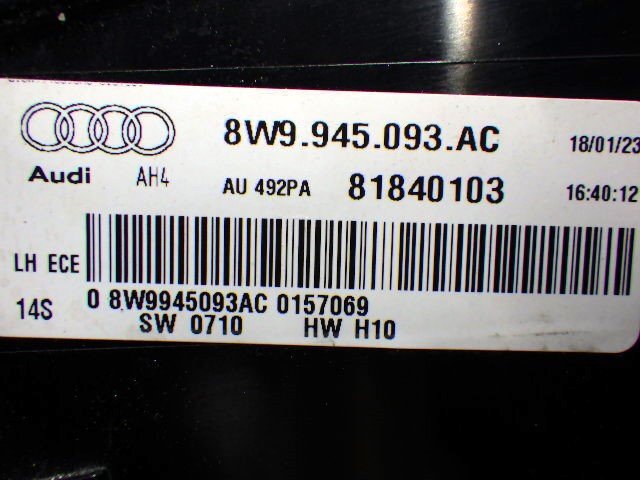 8W9.945.093.AC 18/01/23
Audi AH4 AU 492PA 81840103 16:40:12
LH ECE
14S 0 8W9945093AC 0157069
SW 0710 HW H10